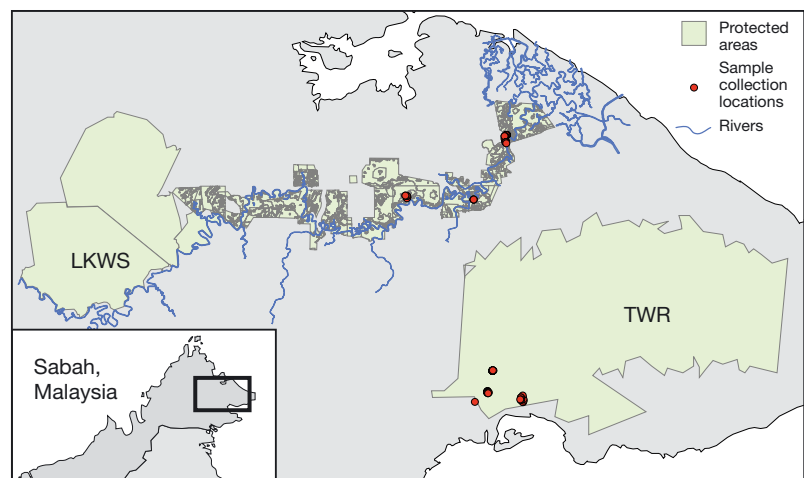 Protected
areas
Sample
collection
locations
Rivers
LKWS
TWR
Sabah,
Malaysia